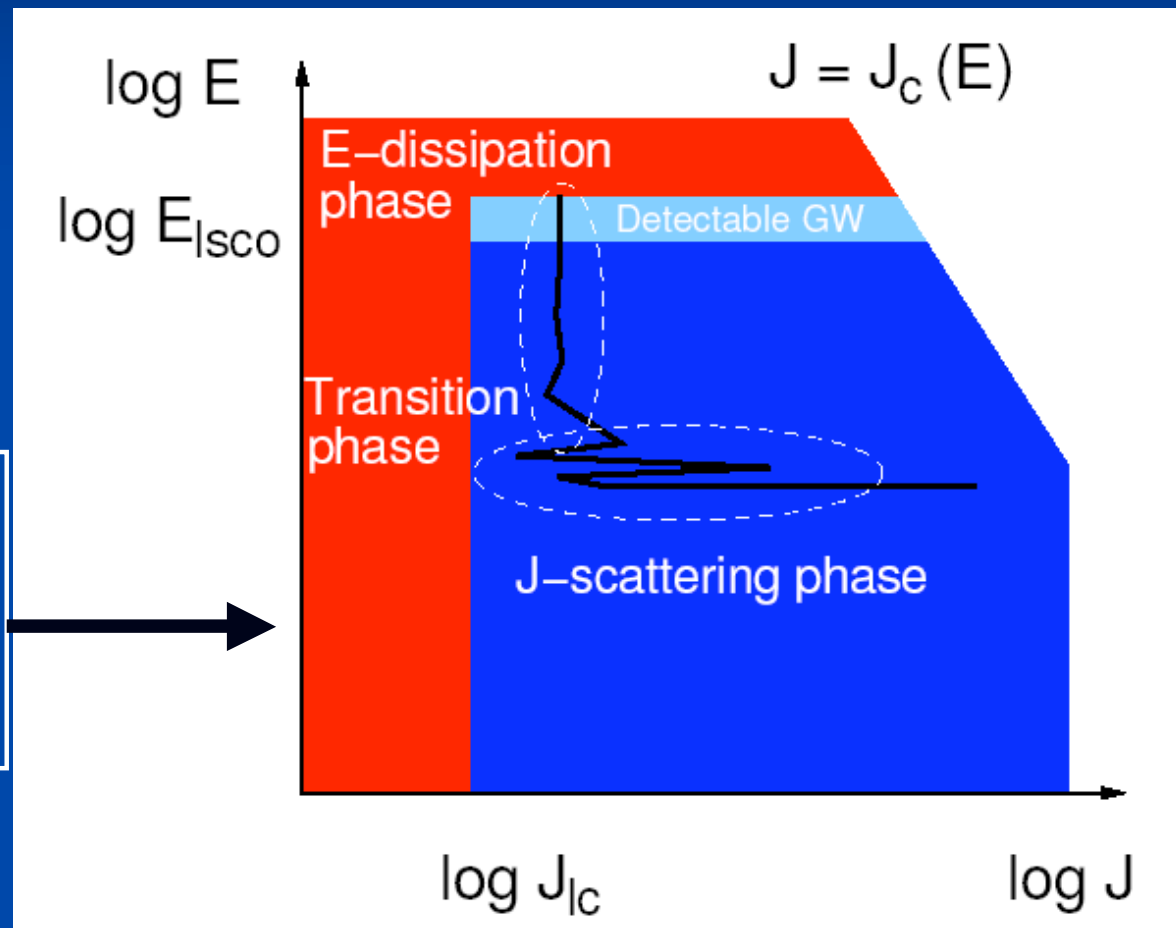 log E
J = J_c (E)
E-dissipation
phase
log E_lsco
Detectable GW
Transition
phase
J-scattering phase
log J_lc
log J